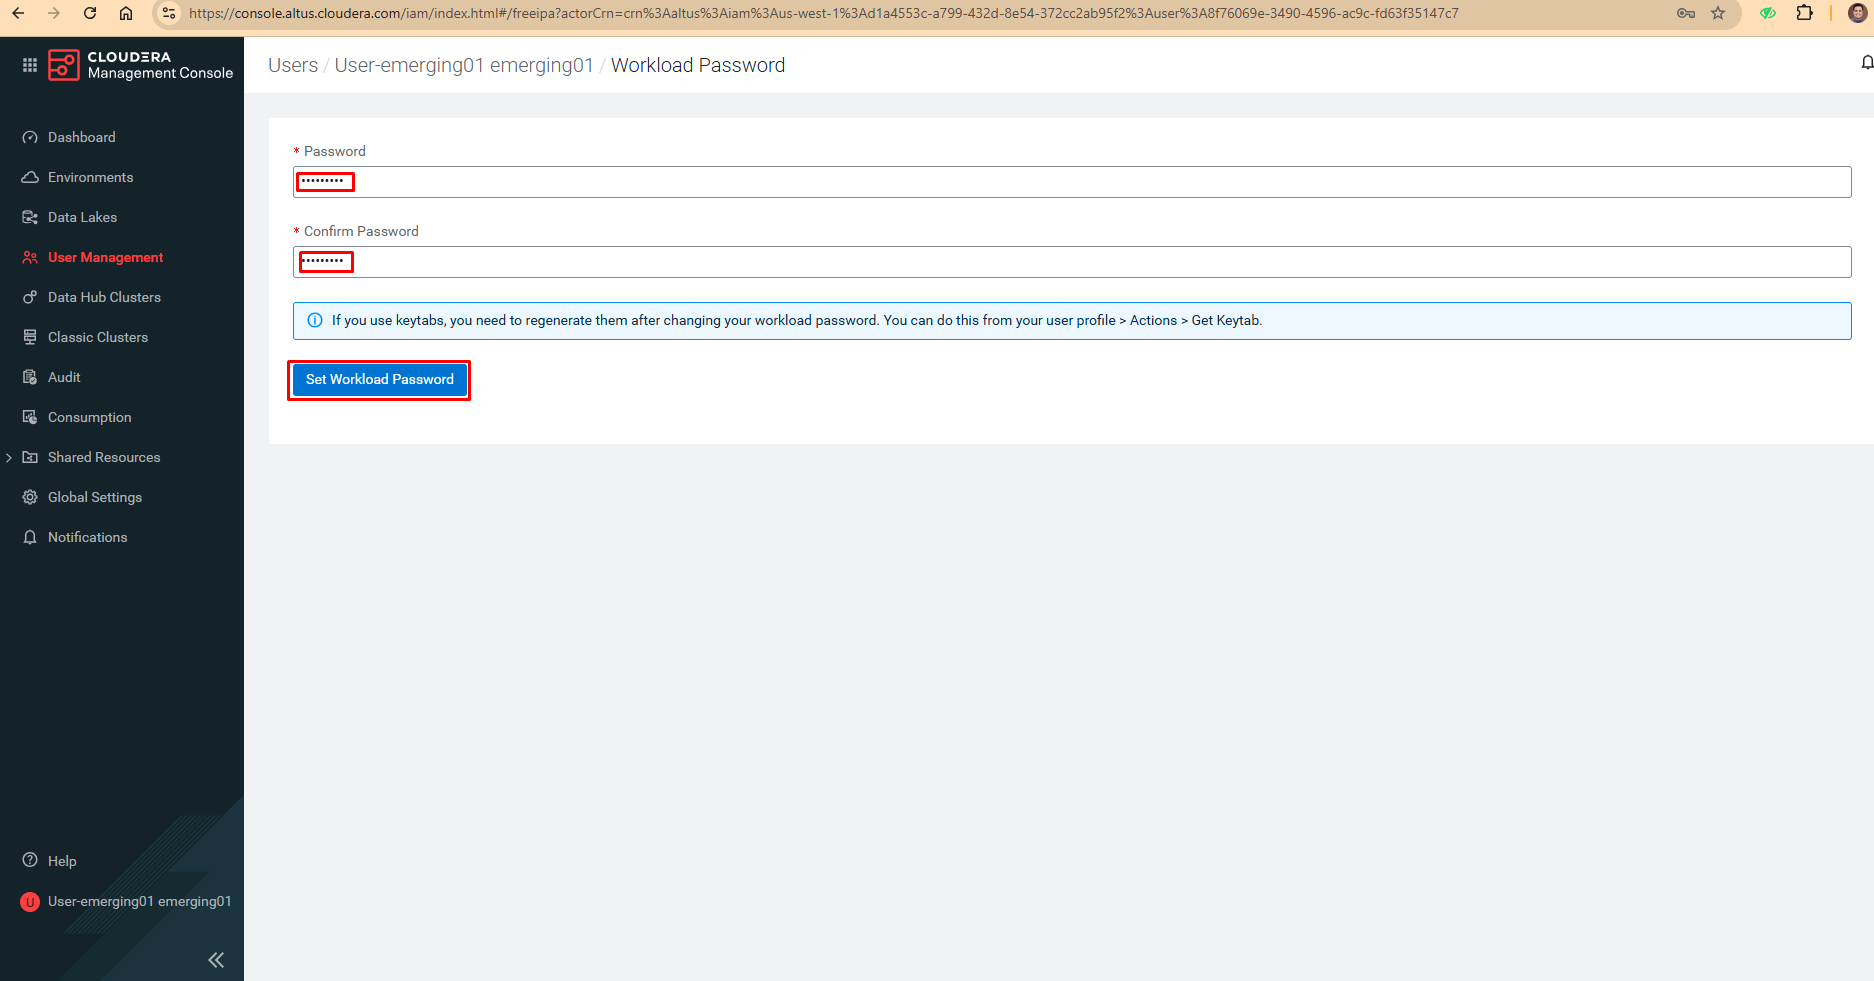 https://console.altus.cloudera.com/iam/index.html#/freeipa?actorCrn=crn%3Aaltus%3Aiam%3Aus-west-1%3Ad1a4553c-a799-432d-8e54-372cc2ab95f2%3Auser%3A8f76069e-3490-4596-ac9c-fd63f35147c7
CLOUDERA
Management Console
Users / User-emerging01 emerging01 / Workload Password
Dashboard
Environments
Data Lakes
User Management
Data Hub Clusters
Classic Clusters
Audit
Consumption
Shared Resources
Global Settings
Notifications
Help
U User-emerging01 emerging01
* Password
•••••••••
* Confirm Password
•••••••••
If you use keytabs, you need to regenerate them after changing your workload password. You can do this from your user profile > Actions > Get Keytab.
Set Workload Password